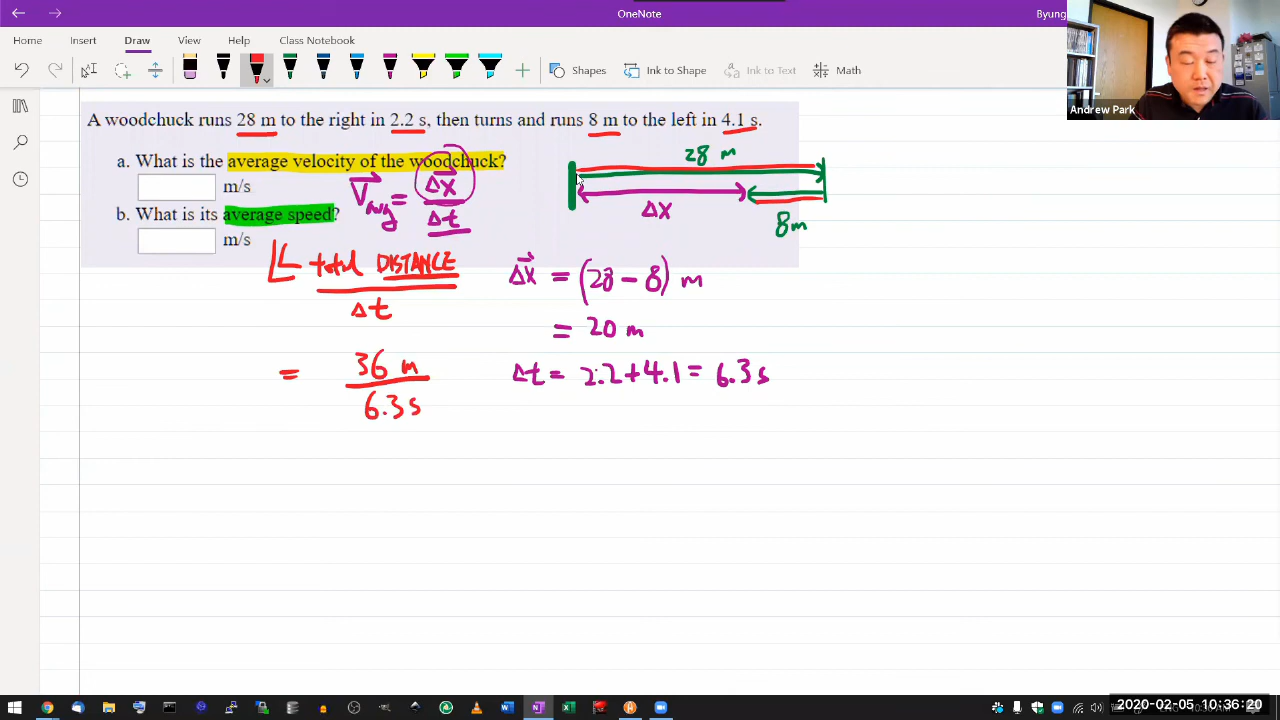 OneNote
Byung
Home Insert Draw View Help Class Notebook
Shapes Ink to Shape Ink to Text Math
Andrew Park
A woodchuck runs 28 m to the right in 2.2 s, then turns and runs 8 m to the left in 4.1 s.
a. What is the average velocity of the woodchuck?
m/s
b. What is its average speed?
m/s
V⃗avg = Δx⃗ / Δt
28 m
Δx
8m
total DISTANCE
Δt
= 36 m / 6.3 s
Δx⃗ = (28 - 8) m
= 20 m
Δt = 2.2 + 4.1 = 6.3 s
2020-02-05 10:36:20